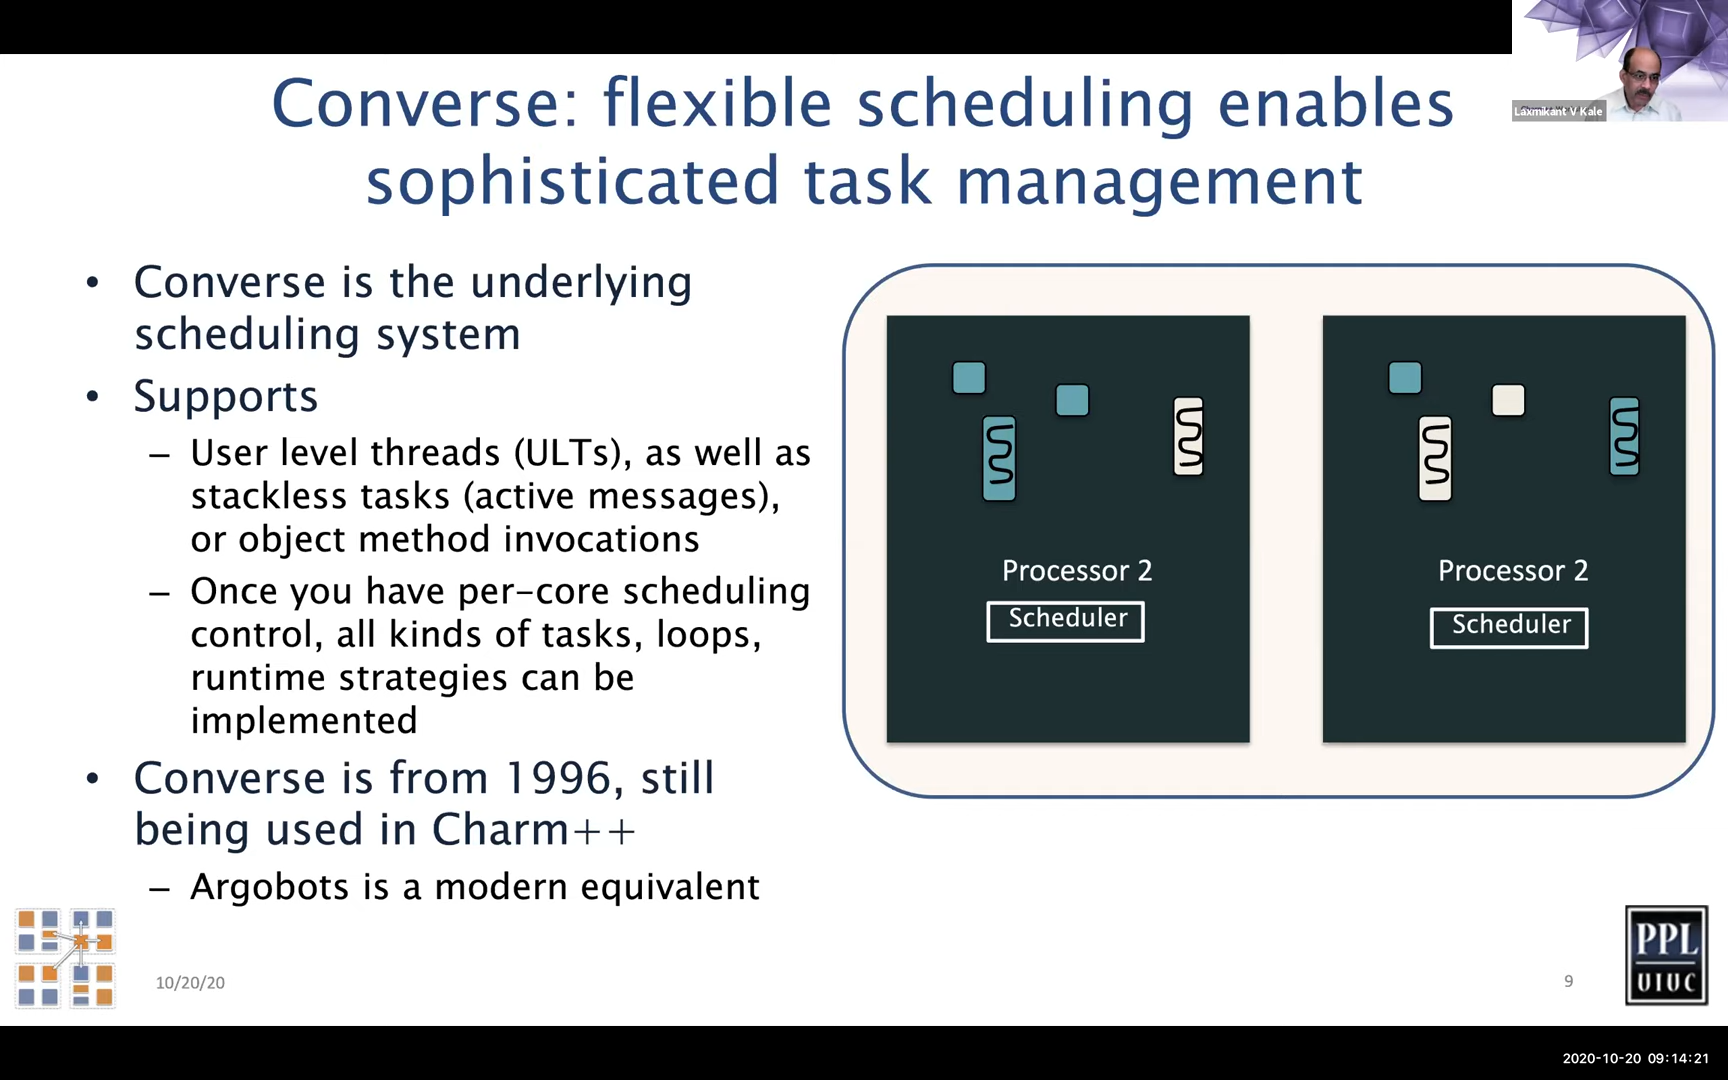 Converse: flexible scheduling enables
sophisticated task management
Laxmikant V Kale
• Converse is the underlying
scheduling system
• Supports
– User level threads (ULTs), as well as
stackless tasks (active messages),
or object method invocations
– Once you have per-core scheduling
control, all kinds of tasks, loops,
runtime strategies can be
implemented
• Converse is from 1996, still
being used in Charm++
– Argobots is a modern equivalent
Processor 2
Scheduler
Processor 2
Scheduler
10/20/20
9
PPL
UIUC
2020-10-20 09:14:21